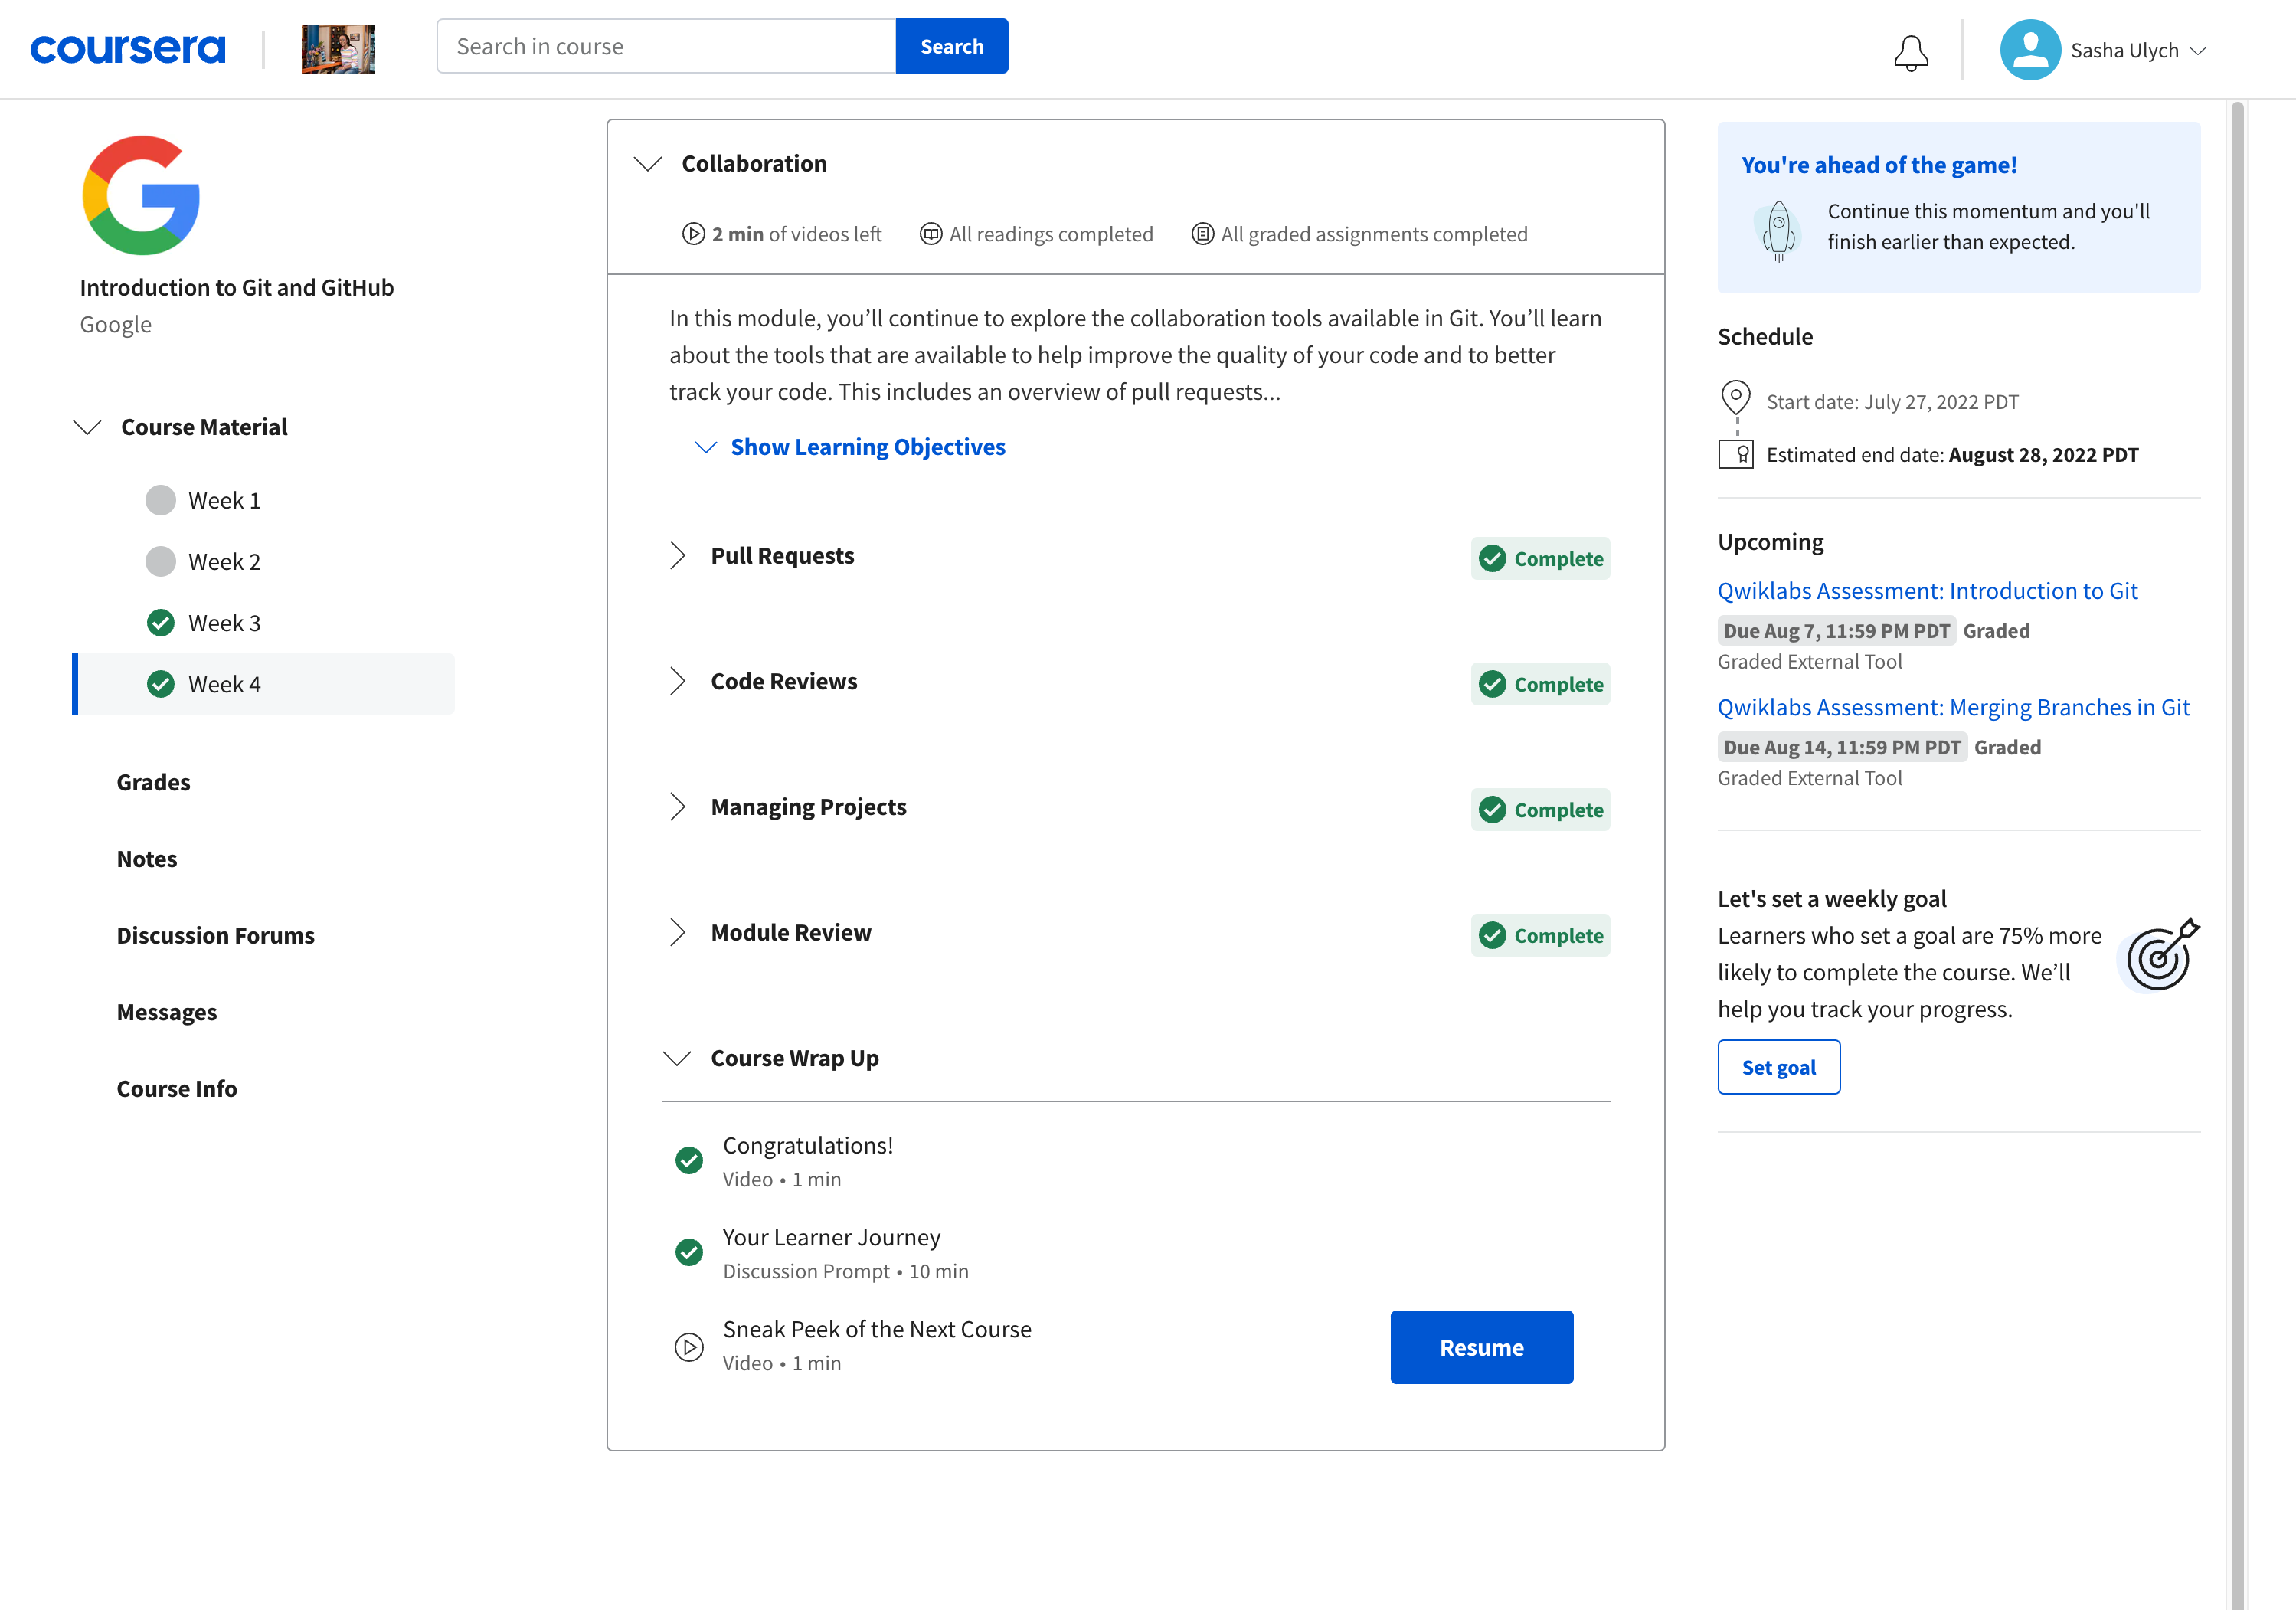 coursera
Search in course
Search
Sasha Ulych
Introduction to Git and GitHub
Google
Course Material
Week 1
Week 2
Week 3
Week 4
Grades
Notes
Discussion Forums
Messages
Course Info
Collaboration
2 min of videos left
All readings completed
All graded assignments completed
In this module, you’ll continue to explore the collaboration tools available in Git. You’ll learn
about the tools that are available to help improve the quality of your code and to better
track your code. This includes an overview of pull requests...
Show Learning Objectives
Pull Requests
Complete
Code Reviews
Complete
Managing Projects
Complete
Module Review
Complete
Course Wrap Up
Congratulations!
Video • 1 min
Your Learner Journey
Discussion Prompt • 10 min
Sneak Peek of the Next Course
Video • 1 min
Resume
You're ahead of the game!
Continue this momentum and you'll
finish earlier than expected.
Schedule
Start date: July 27, 2022 PDT
Estimated end date: August 28, 2022 PDT
Upcoming
Qwiklabs Assessment: Introduction to Git
Due Aug 7, 11:59 PM PDT Graded
Graded External Tool
Qwiklabs Assessment: Merging Branches in Git
Due Aug 14, 11:59 PM PDT Graded
Graded External Tool
Let's set a weekly goal
Learners who set a goal are 75% more
likely to complete the course. We’ll
help you track your progress.
Set goal